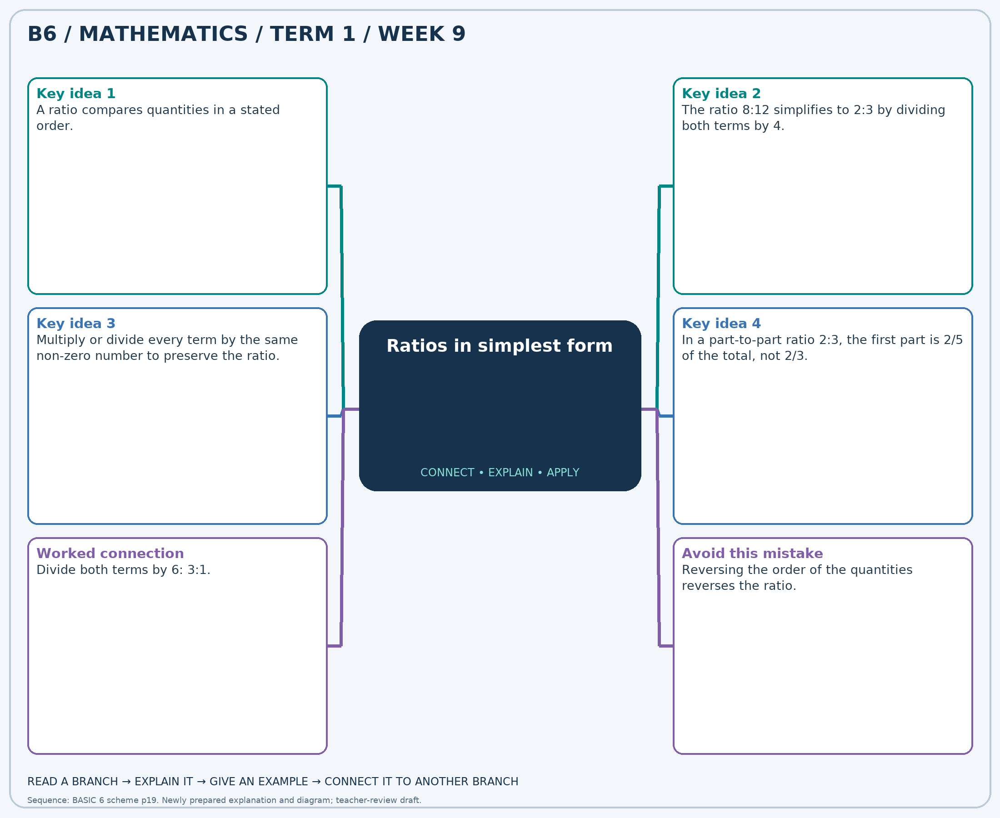 B6 / MATHEMATICS / TERM 1 / WEEK 9
Key idea 1
A ratio compares quantities in a stated
order.
Key idea 2
The ratio 8:12 simplifies to 2:3 by dividing
both terms by 4.
Key idea 3
Multiply or divide every term by the same
non-zero number to preserve the ratio.
Ratios in simplest form
CONNECT • EXPLAIN • APPLY
Key idea 4
In a part-to-part ratio 2:3, the first part is 2/5
of the total, not 2/3.
Worked connection
Divide both terms by 6: 3:1.
Avoid this mistake
Reversing the order of the quantities
reverses the ratio.
READ A BRANCH → EXPLAIN IT → GIVE AN EXAMPLE → CONNECT IT TO ANOTHER BRANCH
Sequence: BASIC 6 scheme p19. Newly prepared explanation and diagram; teacher-review draft.